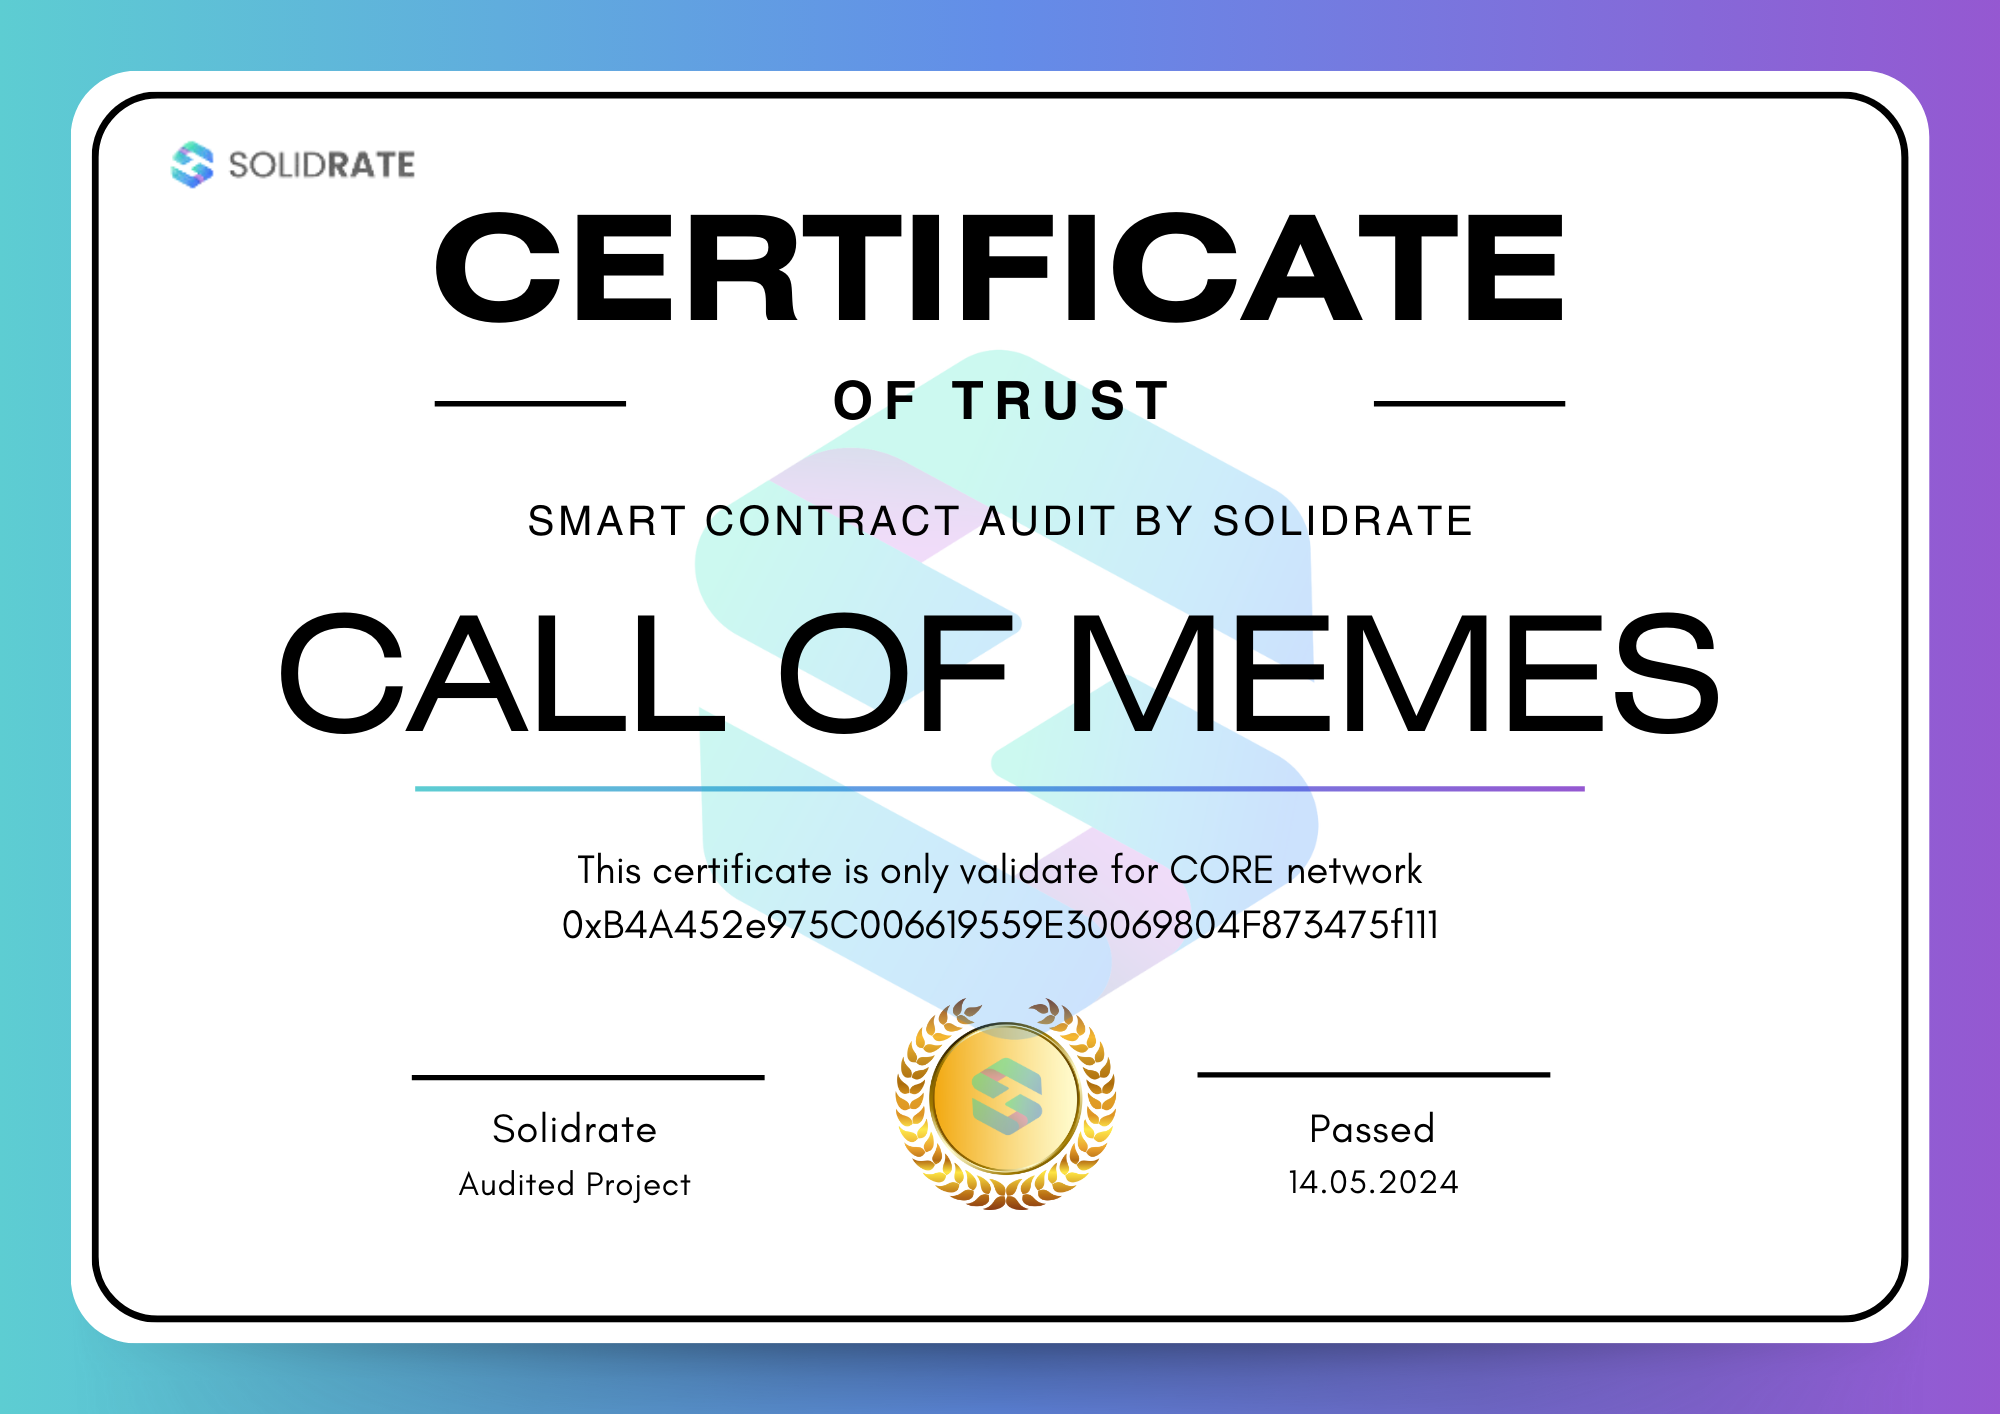 SOLIDRATE
CERTIFICATE
OF TRUST
SMART CONTRACT AUDIT BY SOLIDRATE
CALL OF MEMES
This certificate is only validate for CORE network
0xB4A452e975C006619559E30069804F873475f111
Solidrate
Audited Project
Passed
14.05.2024